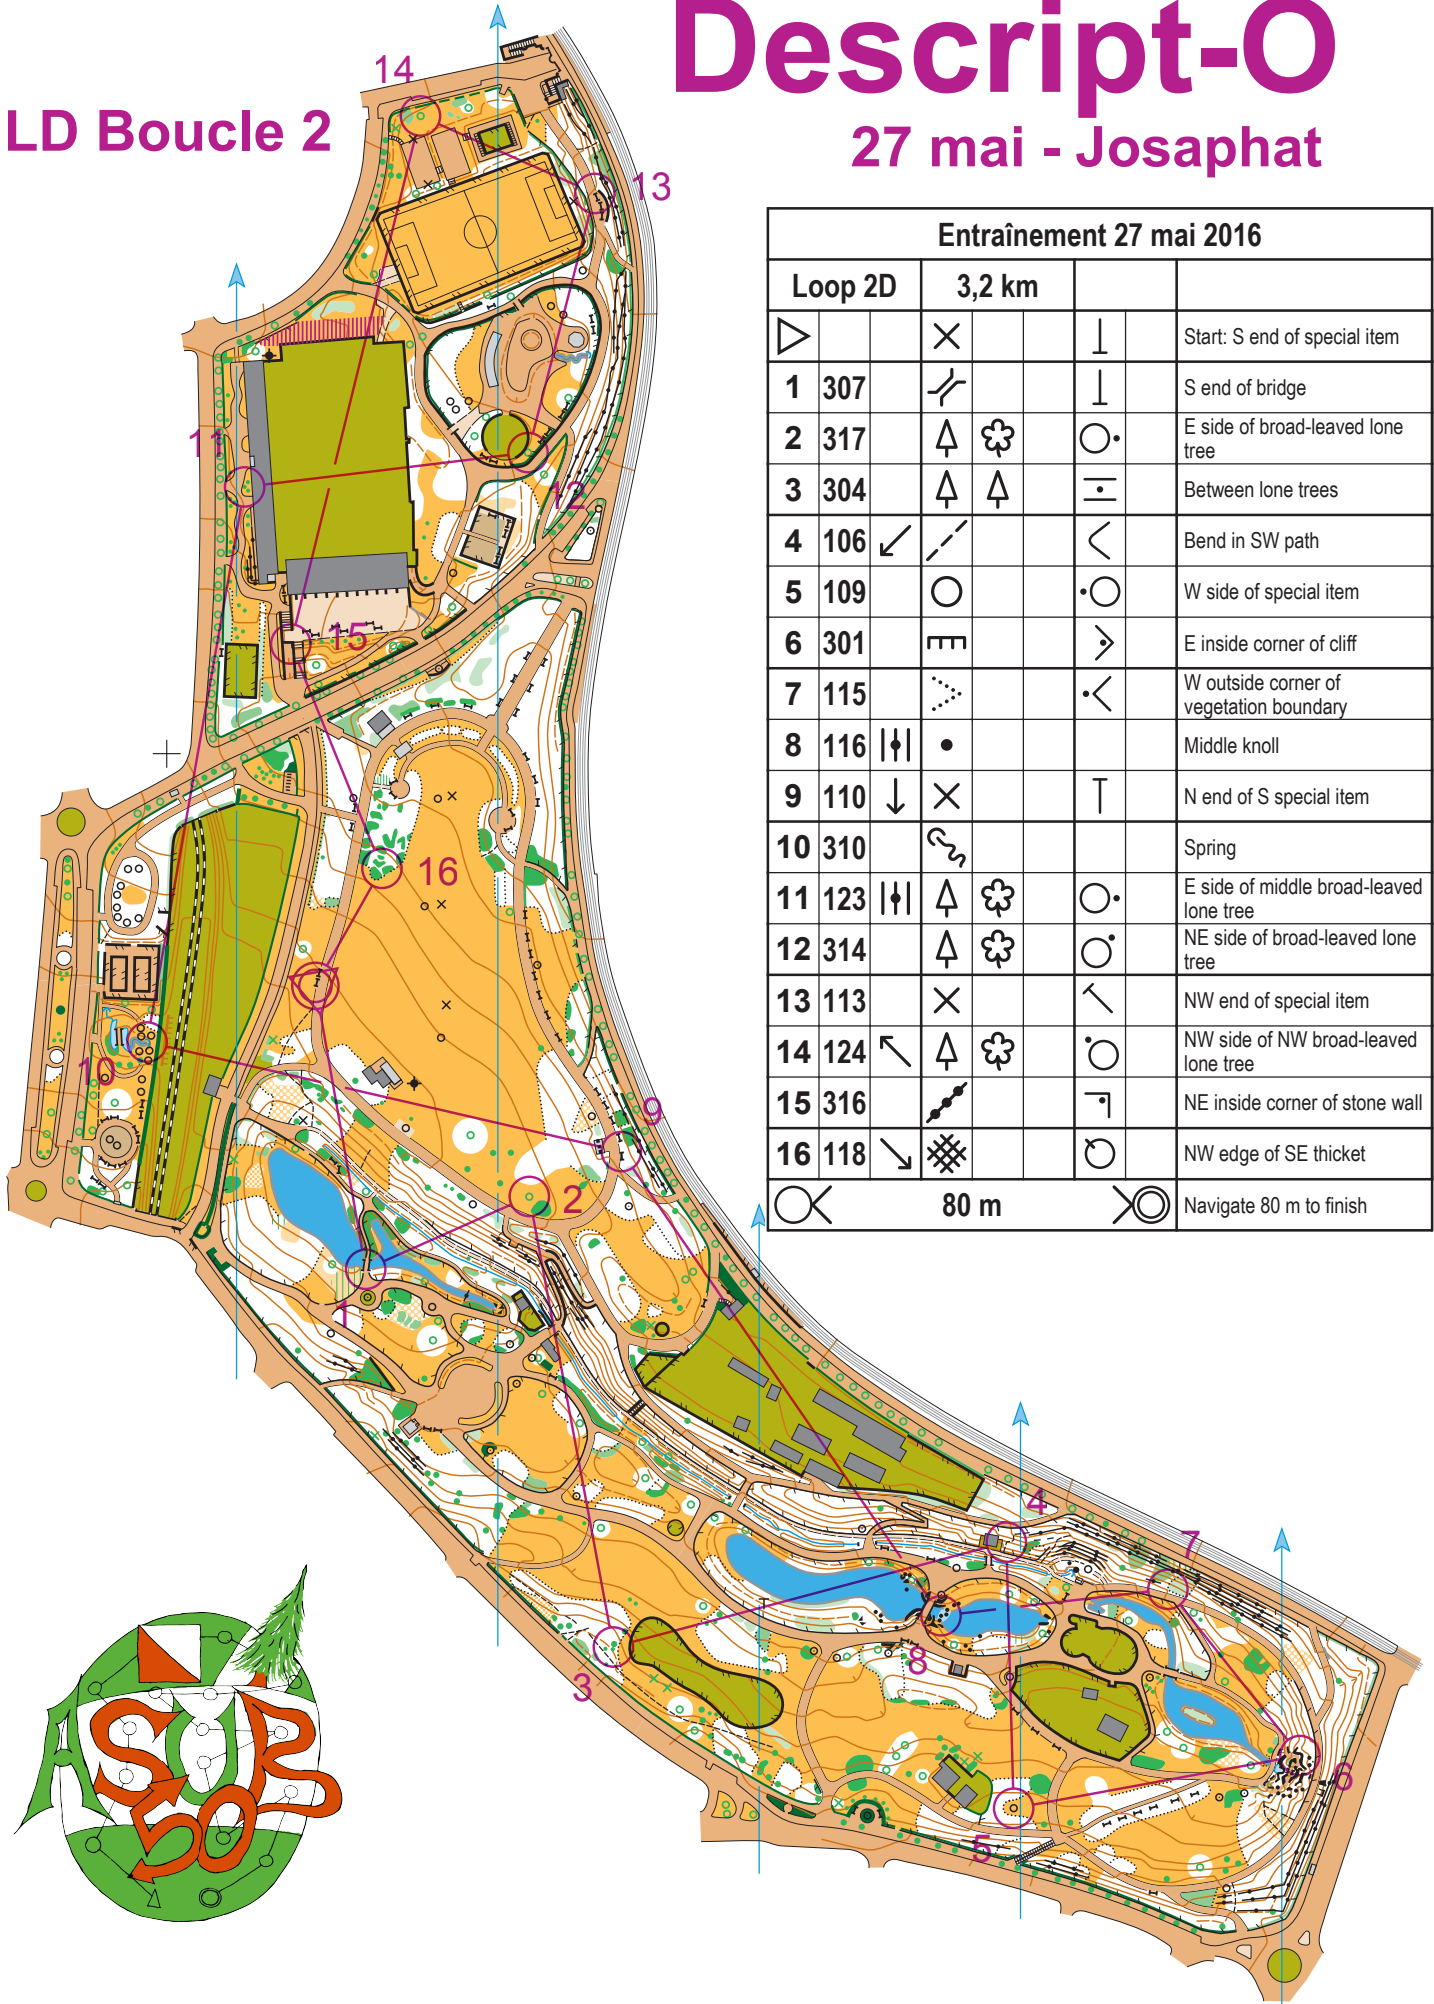 Descript-O
LD Boucle 2
27 mai - Josaphat
Entraînement 27 mai 2016
Loop 2D 3,2 km
Start: S end of special item
1 307 S end of bridge
2 317 E side of broad-leaved lone
tree
3 304 Between lone trees
4 106 Bend in SW path
5 109 W side of special item
6 301 E inside corner of cliff
7 115 W outside corner of
vegetation boundary
8 116 Middle knoll
9 110 N end of S special item
10 310 Spring
11 123 E side of middle broad-leaved
lone tree
12 314 NE side of broad-leaved lone
tree
13 113 NW end of special item
14 124 NW side of NW broad-leaved
lone tree
15 316 NE inside corner of stone wall
16 118 NW edge of SE thicket
80 m Navigate 80 m to finish
14
13
11
12
15
16
10
9
2
1
4
7
3
8
6
5
ASUB
50